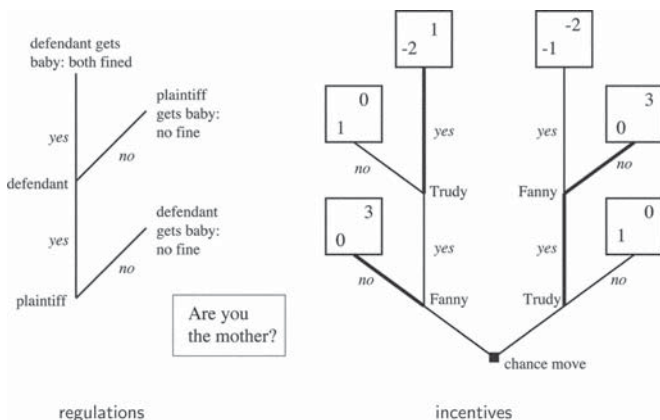 defendant gets
baby: both fined
plaintiff
gets baby:
no fine
yes
no
defendant
defendant
gets baby:
no fine
yes
no
plaintiff
Are you
the mother?
regulations
1
-2
-2
-1
0
1
3
0
yes
yes
no
no
Trudy
Fanny
3
0
0
1
yes
yes
no
no
Fanny
Trudy
chance move
incentives